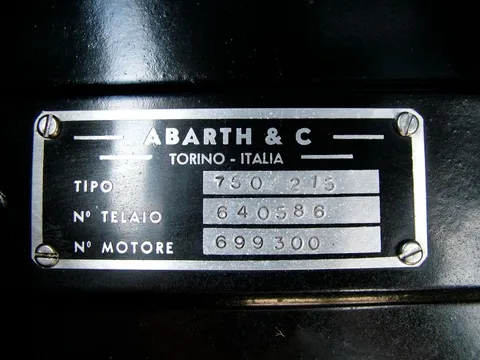 ABARTH & C
TORINO - ITALIA
TIPO 750 215
Nº TELAIO 640586
Nº MOTORE 699300